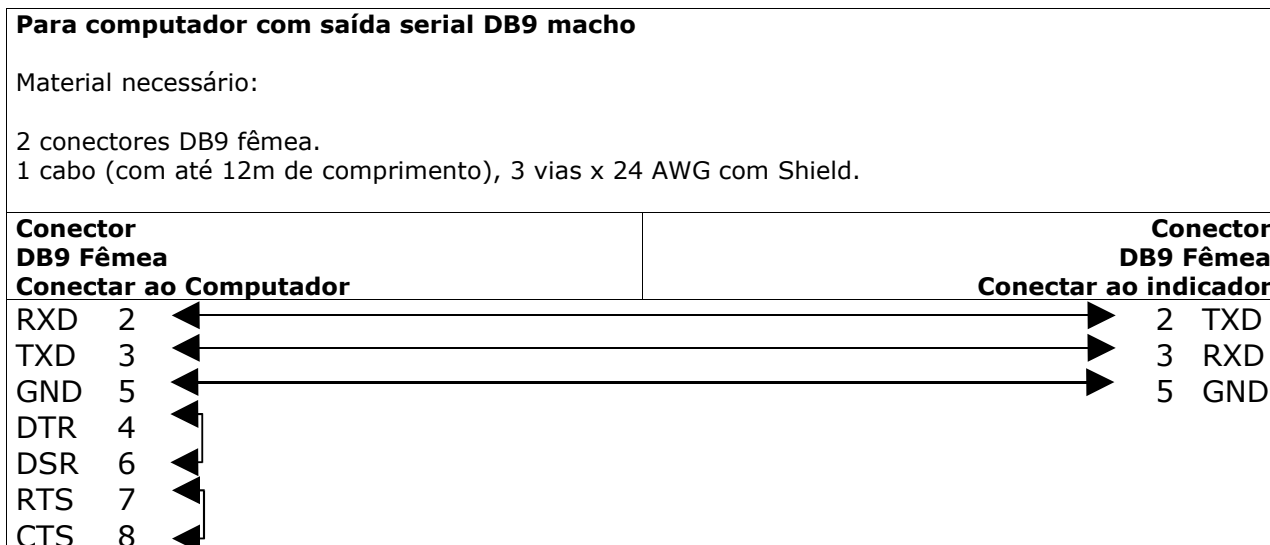 Para computador com saída serial DB9 macho
Material necessário:
2 conectores DB9 fêmea.
1 cabo (com até 12m de comprimento), 3 vias x 24 AWG com Shield.
Conector
DB9 Fêmea
Conectar ao Computador
Conector
DB9 Fêmea
Conectar ao indicador
RXD 2 2 TXD
TXD 3 3 RXD
GND 5 5 GND
DTR 4
DSR 6
RTS 7
CTS 8